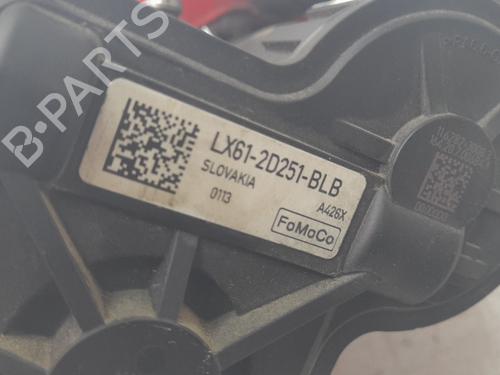 B-PARTS
LX61-2D251-BLB
SLOVAKIA
0113
A426X
FoMoCo